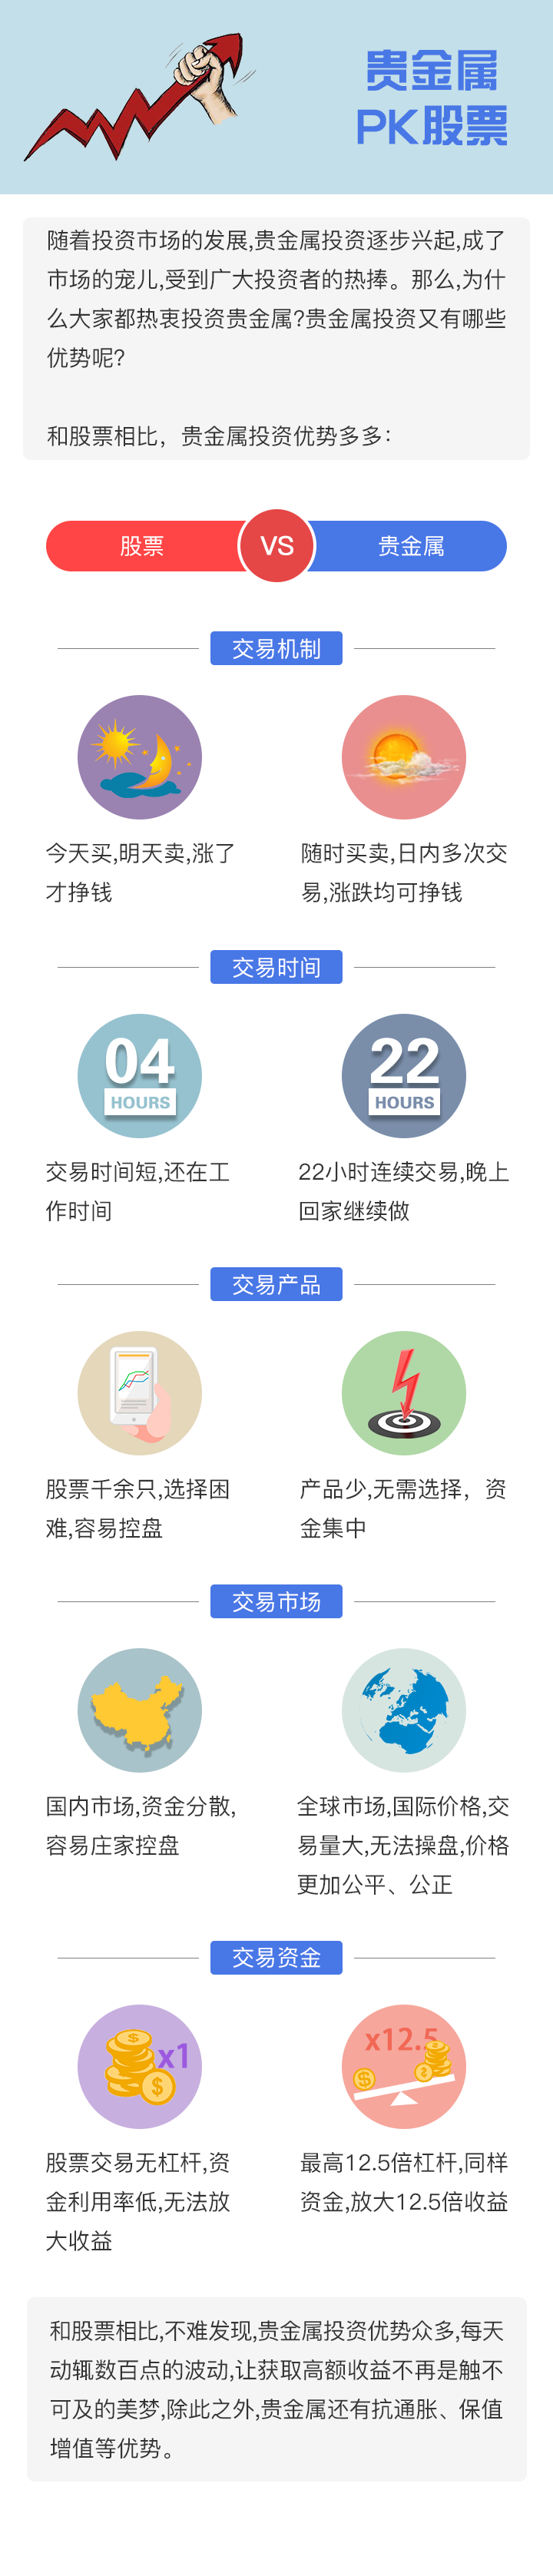 贵金属
PK股票
随着投资市场的发展,贵金属投资逐步兴起,成了
市场的宠儿,受到广大投资者的热捧。那么,为什
么大家都热衷投资贵金属?贵金属投资又有哪些
优势呢?
和股票相比，贵金属投资优势多多:
股票
VS
贵金属
交易机制
今天买,明天卖,涨了
才挣钱
随时买卖,日内多次交
易,涨跌均可挣钱
交易时间
04
HOURS
22
HOURS
交易时间短,还在工
作时间
22小时连续交易,晚上
回家继续做
交易产品
股票千余只,选择困
难,容易控盘
产品少,无需选择，资
金集中
交易市场
国内市场,资金分散,
容易庄家控盘
全球市场,国际价格,交
易量大,无法操盘,价格
更加公平、公正
交易资金
x1
x12.5
股票交易无杠杆,资
金利用率低,无法放
大收益
最高12.5倍杠杆,同样
资金,放大12.5倍收益
和股票相比,不难发现,贵金属投资优势众多,每天
动辄数百点的波动,让获取高额收益不再是触不
可及的美梦,除此之外,贵金属还有抗通胀、保值
增值等优势。